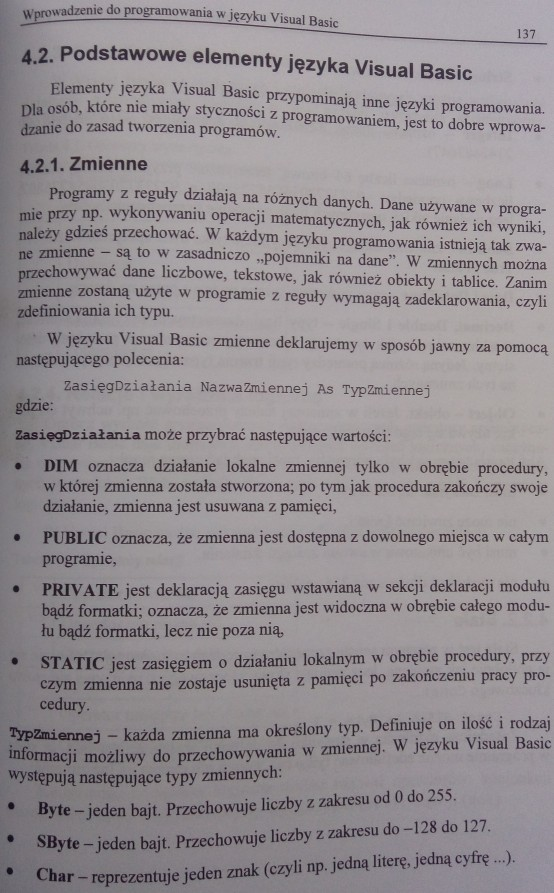 Wprowadzenie do programowania w języku Visual Basic
137
4.2. Podstawowe elementy języka Visual Basic
Elementy języka Visual Basic przypominają inne języki programowania.
Dla osób, które nie miały styczności z programowaniem, jest to dobre wprowa-
dzanie do zasad tworzenia programów.
4.2.1. Zmienne
Programy z reguły działają na różnych danych. Dane używane w progra-
mie przy np. wykonywaniu operacji matematycznych, jak również ich wyniki,
należy gdzieś przechować. W każdym języku programowania istnieją tak zwa-
ne zmienne – są to w zasadniczo „pojemniki na dane”. W zmiennych można
przechowywać dane liczbowe, tekstowe, jak również obiekty i tablice. Zanim
zmienne zostaną użyte w programie z reguły wymagają zadeklarowania, czyli
zdefiniowania ich typu.
W języku Visual Basic zmienne deklarujemy w sposób jawny za pomocą
następującego polecenia:
ZasięgDziałania NazwaZmiennej As TypZmiennej
gdzie:
ZasięgDziałania może przybrać następujące wartości:
• DIM oznacza działanie lokalne zmiennej tylko w obrębie procedury,
w której zmienna została stworzona; po tym jak procedura zakończy swoje
działanie, zmienna jest usuwana z pamięci,
• PUBLIC oznacza, że zmienna jest dostępna z dowolnego miejsca w całym
programie,
• PRIVATE jest deklaracją zasięgu wstawianą w sekcji deklaracji modułu
bądź formatki; oznacza, że zmienna jest widoczna w obrębie całego modu-
łu bądź formatki, lecz nie poza nią,
• STATIC jest zasięgiem o działaniu lokalnym w obrębie procedury, przy
czym zmienna nie zostaje usunięta z pamięci po zakończeniu pracy pro-
cedury.
TypZmiennej – każda zmienna ma określony typ. Definiuje on ilość i rodzaj
informacji możliwy do przechowywania w zmiennej. W języku Visual Basic
występują następujące typy zmiennych:
• Byte – jeden bajt. Przechowuje liczby z zakresu od 0 do 255.
• SByte – jeden bajt. Przechowuje liczby z zakresu do –128 do 127.
• Char – reprezentuje jeden znak (czyli np. jedną literę, jedną cyfrę ...).